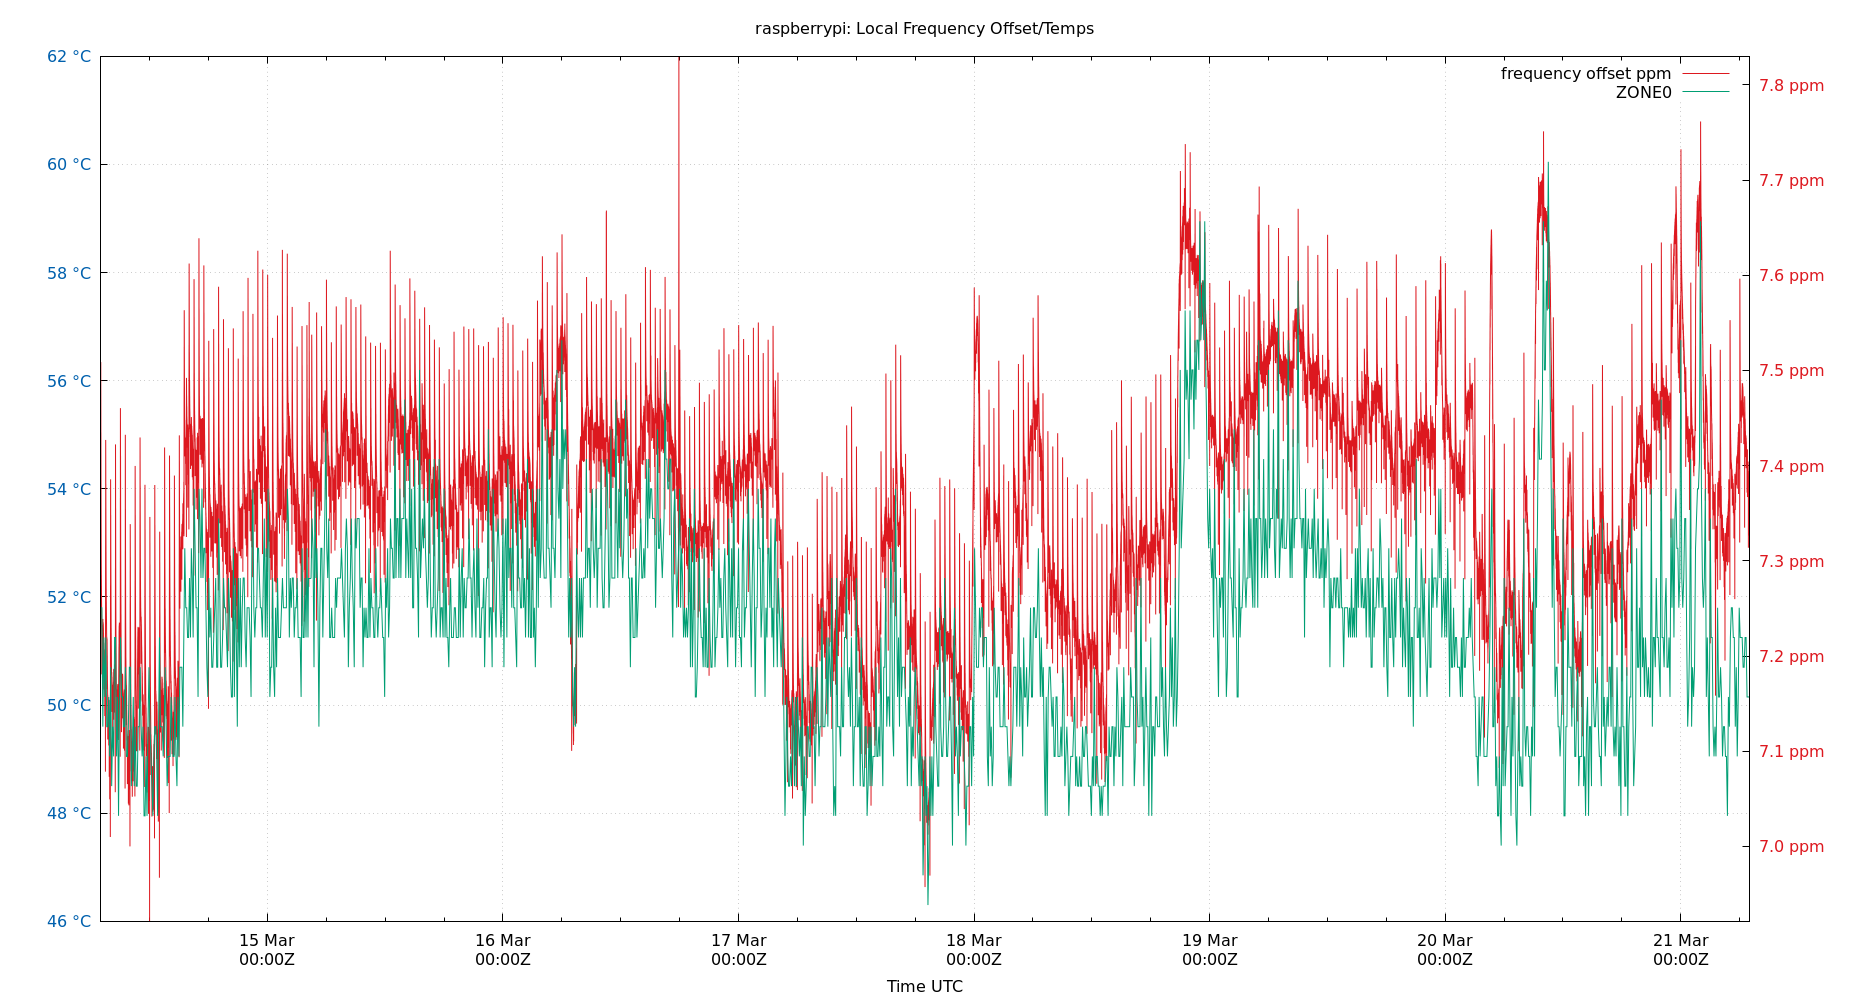 raspberrypi: Local Frequency Offset/Temps
62 °C
60 °C
58 °C
56 °C
54 °C
52 °C
50 °C
48 °C
46 °C
frequency offset ppm
ZONE0
7.8 ppm
7.7 ppm
7.6 ppm
7.5 ppm
7.4 ppm
7.3 ppm
7.2 ppm
7.1 ppm
7.0 ppm
15 Mar 16 Mar 17 Mar 18 Mar 19 Mar 20 Mar 21 Mar
00:00Z 00:00Z 00:00Z 00:00Z 00:00Z 00:00Z 00:00Z
Time UTC